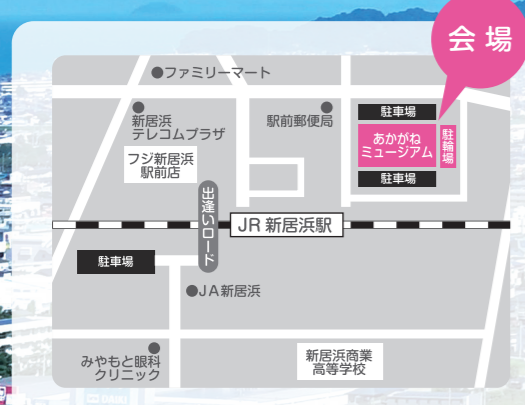 会場
●ファミリーマート
新居浜
テレコムプラザ
駅前郵便局
駐車場
あかがね
ミュージアム
駐輪場
駐車場
フジ新居浜
駅前店
出逢いロード
JR 新居浜駅
駐車場
●JA新居浜
みやもと眼科
クリニック
新居浜商業
高等学校